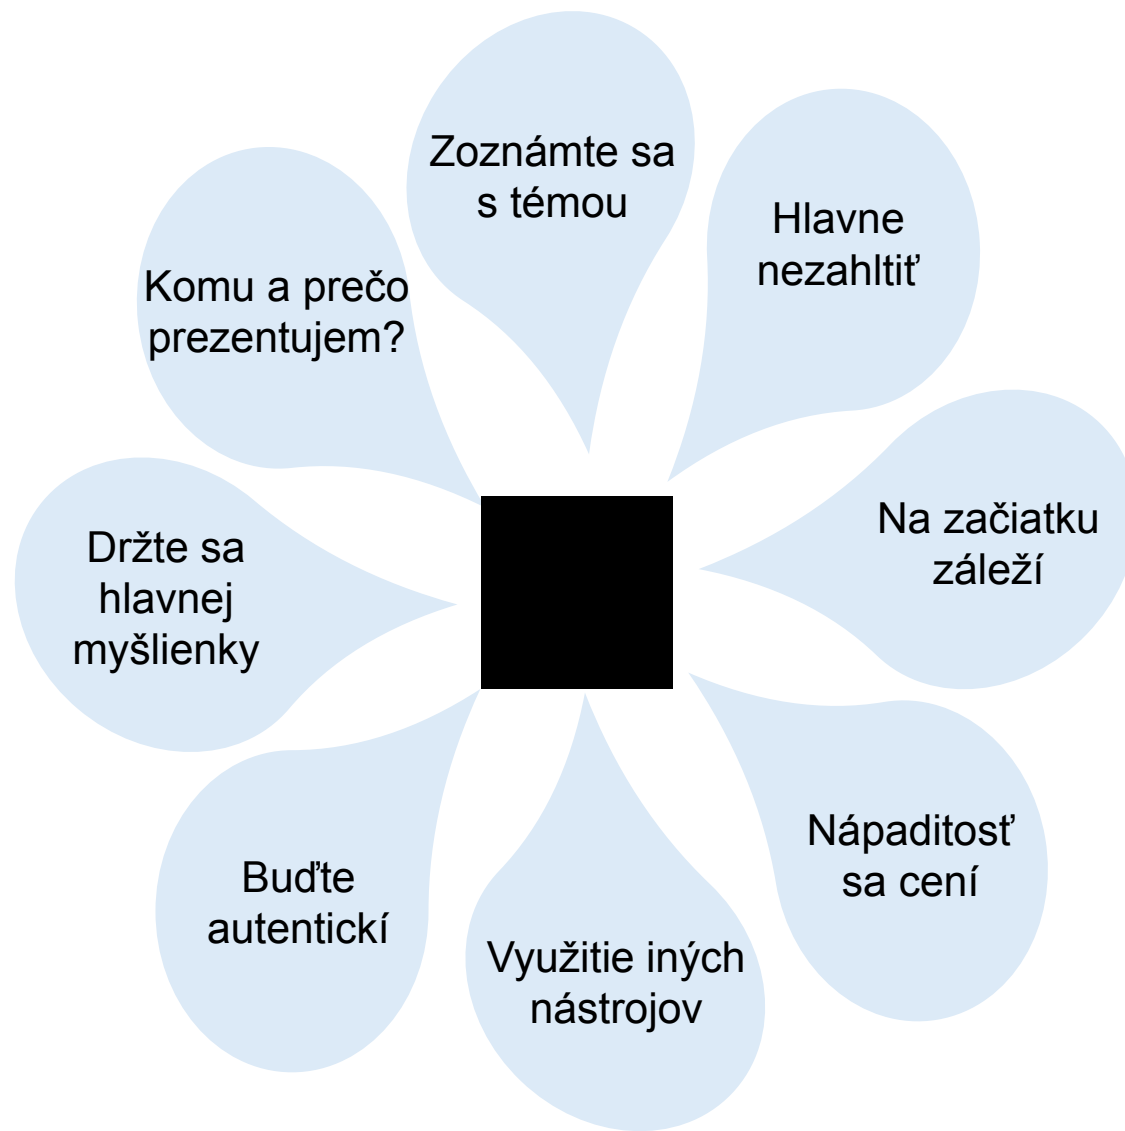 Zoznámte sa
s témou
Hlavne
nezahltiť
Komu a prečo
prezentujem?
Na začiatku
záleží
Držte sa
hlavnej
myšlienky
Nápaditosť
sa cení
Buďte
autentickí
Využitie iných
nástrojov